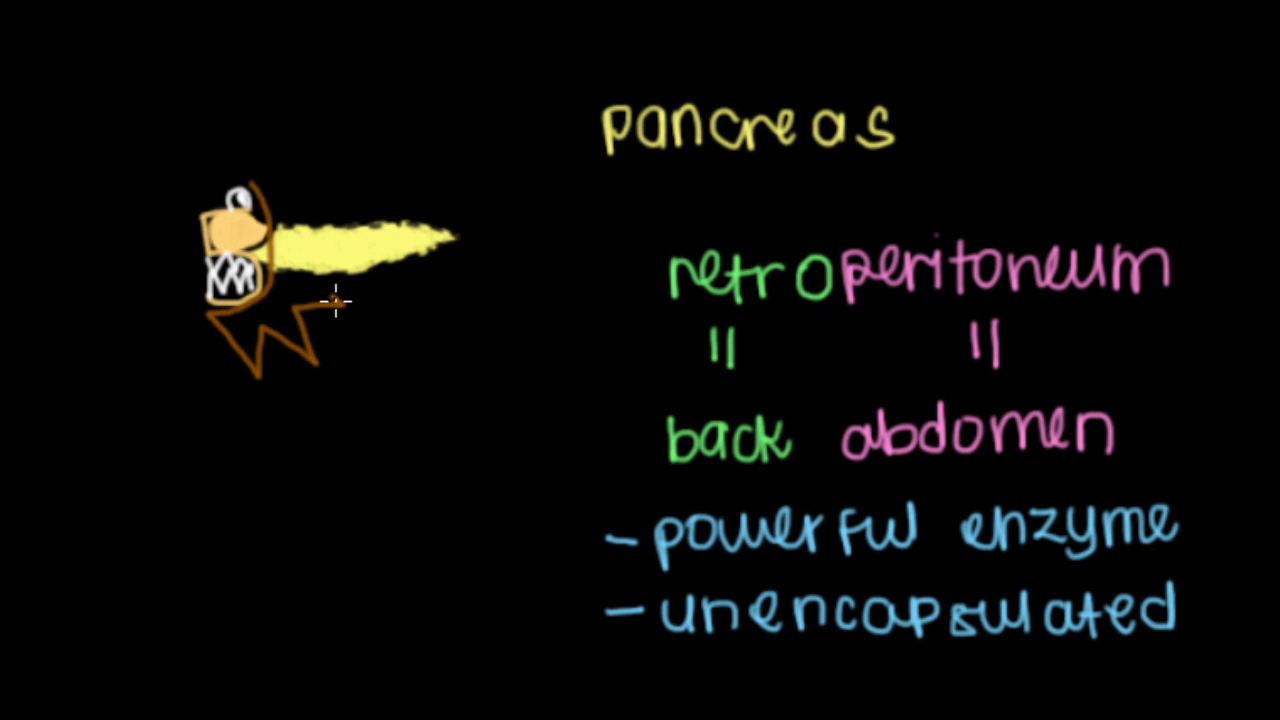 pancreas
retroperitoneum
= =
back abdomen
- powerful enzyme
- unencapsulated